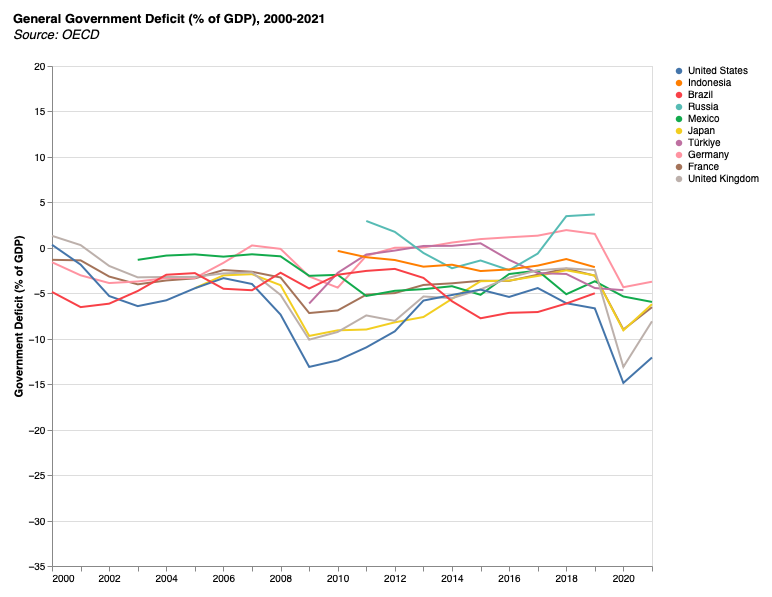 General Government Deficit (% of GDP), 2000-2021
Source: OECD
20
15
10
5
0
−5
−10
−15
−20
−25
−30
−35
Government Deficit (% of GDP)
2000 2002 2004 2006 2008 2010 2012 2014 2016 2018 2020
United States
Indonesia
Brazil
Russia
Mexico
Japan
Türkiye
Germany
France
United Kingdom